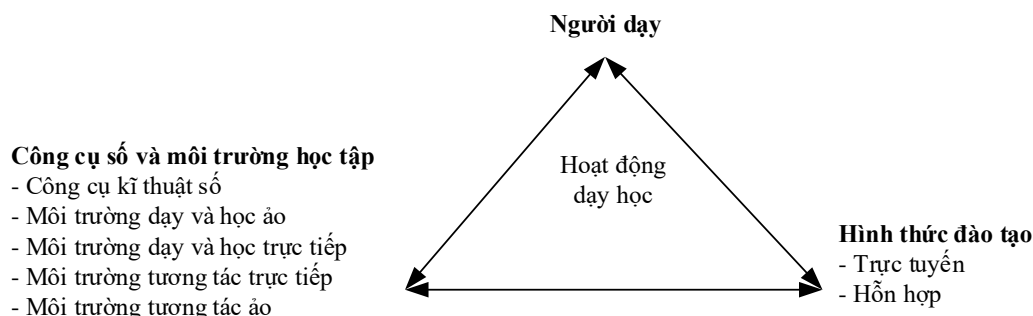 Người dạy
Công cụ số và môi trường học tập
- Công cụ kĩ thuật số
- Môi trường dạy và học ảo
- Môi trường dạy và học trực tiếp
- Môi trường tương tác trực tiếp
- Môi trường tương tác ảo
Hoạt động
dạy học
Hình thức đào tạo
- Trực tuyến
- Hỗn hợp